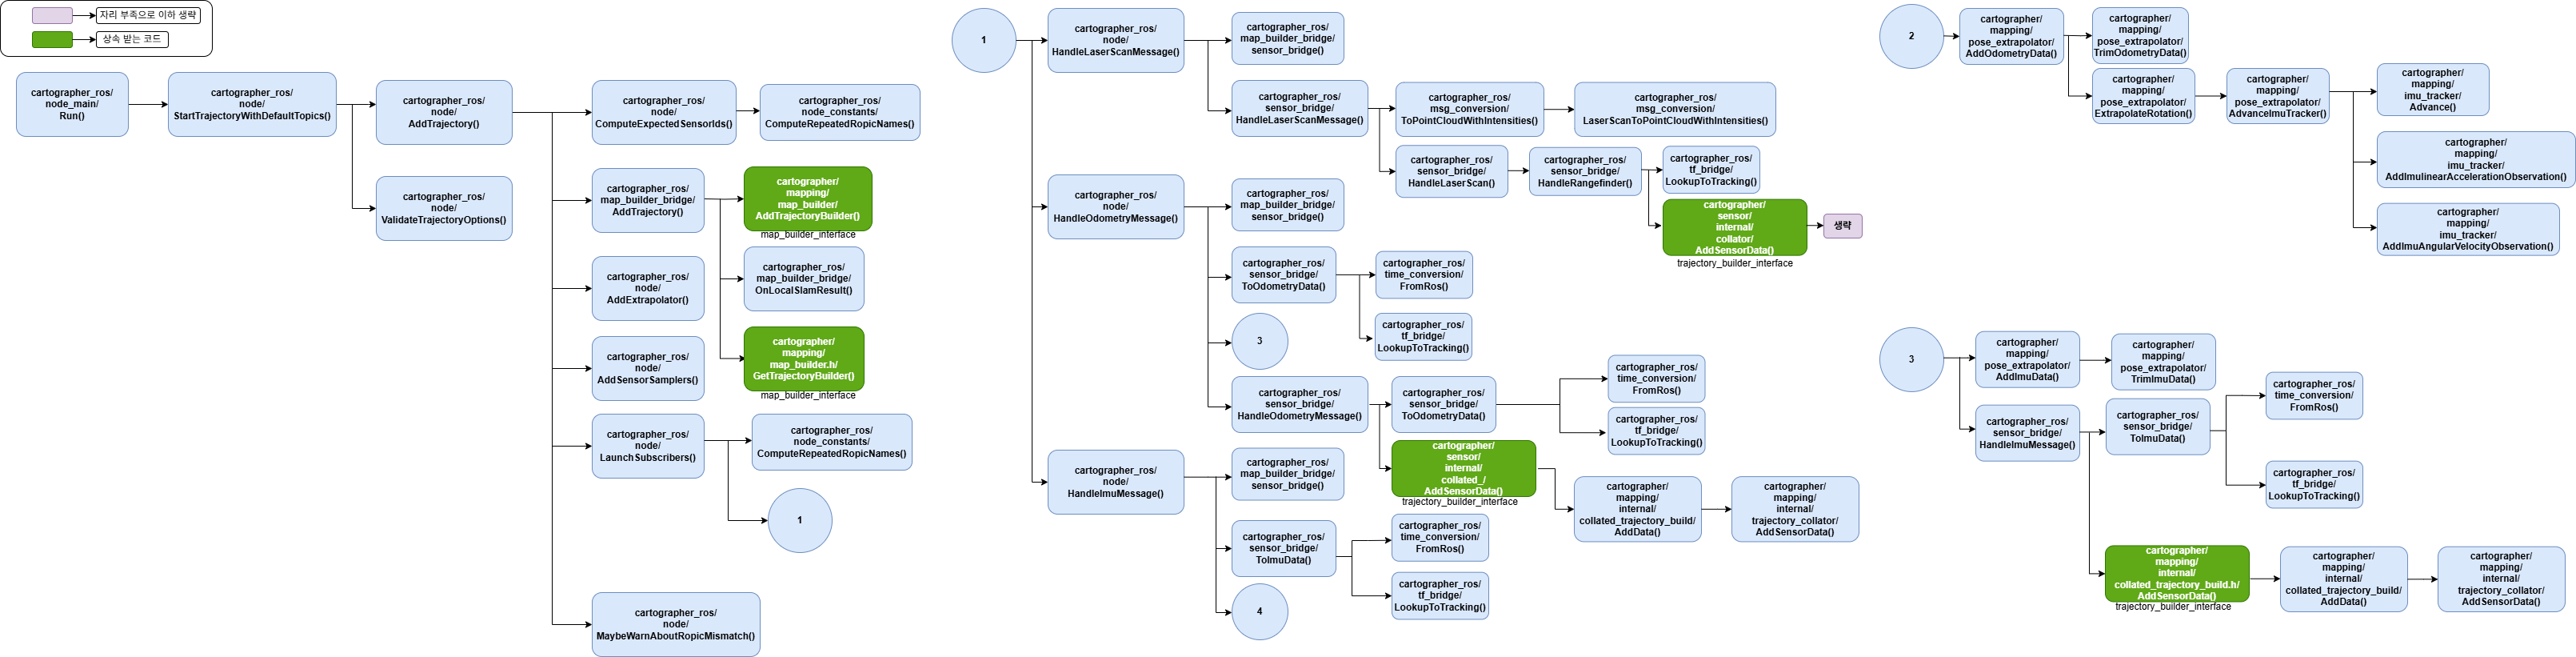 자리 부족으로 이하 생략
상속 받는 코드
cartographer_ros/
node_main/
Run()
cartographer_ros/
node/
StartTrajectoryWithDefaultTopics()
cartographer_ros/
node/
AddTrajectory()
cartographer_ros/
node/
ValidateTrajectoryOptions()
cartographer_ros/
node/
ComputeExpectedSensorIds()
cartographer_ros/
node_constants/
ComputeRepeatedRopicNames()
cartographer_ros/
map_builder_bridge/
AddTrajectory()
cartographer/
mapping/
map_builder/
AddTrajectoryBuilder()
map_builder_interface
cartographer_ros/
map_builder_bridge/
OnLocalSlamResult()
cartographer/
mapping/
map_builder.h/
GetTrajectoryBuilder()
map_builder_interface
cartographer_ros/
node/
AddExtrapolator()
cartographer_ros/
node/
AddSensorSamplers()
cartographer_ros/
node/
LaunchSubscribers()
cartographer_ros/
node_constants/
ComputeRepeatedRopicNames()
1
cartographer_ros/
node/
MaybeWarnAboutRopicMismatch()
1
cartographer_ros/
node/
HandleLaserScanMessage()
cartographer_ros/
map_builder_bridge/
sensor_bridge()
cartographer_ros/
sensor_bridge/
HandleLaserScanMessage()
cartographer_ros/
msg_conversion/
ToPointCloudWithIntensities()
cartographer_ros/
msg_conversion/
LaserScanToPointCloudWithIntensities()
cartographer_ros/
sensor_bridge/
HandleLaserScan()
cartographer_ros/
sensor_bridge/
HandleRangefinder()
cartographer_ros/
tf_bridge/
LookupToTracking()
cartographer/
sensor/
internal/
collator/
AddSensorData()
trajectory_builder_interface
생략
cartographer_ros/
node/
HandleOdometryMessage()
cartographer_ros/
map_builder_bridge/
sensor_bridge()
cartographer_ros/
sensor_bridge/
ToOdometryData()
cartographer_ros/
time_conversion/
FromRos()
cartographer_ros/
tf_bridge/
LookupToTracking()
3
cartographer_ros/
sensor_bridge/
HandleOdometryMessage()
cartographer_ros/
sensor_bridge/
ToOdometryData()
cartographer_ros/
time_conversion/
FromRos()
cartographer_ros/
tf_bridge/
LookupToTracking()
cartographer/
sensor/
internal/
collated_/
AddSensorData()
trajectory_builder_interface
cartographer/
mapping/
internal/
collated_trajectory_build/
AddData()
cartographer/
mapping/
internal/
trajectory_collator/
AddSensorData()
cartographer_ros/
node/
HandleImuMessage()
cartographer_ros/
map_builder_bridge/
sensor_bridge()
cartographer_ros/
sensor_bridge/
ToImuData()
cartographer_ros/
time_conversion/
FromRos()
cartographer_ros/
tf_bridge/
LookupToTracking()
4
2
cartographer/
mapping/
pose_extrapolator/
AddOdometryData()
cartographer/
mapping/
pose_extrapolator/
TrimOdometryData()
cartographer/
mapping/
pose_extrapolator/
ExtrapolateRotation()
cartographer/
mapping/
pose_extrapolator/
AdvanceImuTracker()
cartographer/
mapping/
imu_tracker/
Advance()
cartographer/
mapping/
imu_tracker/
AddImulinearAccelerationObservation()
cartographer/
mapping/
imu_tracker/
AddImuAngularVelocityObservation()
3
cartographer/
mapping/
pose_extrapolator/
AddImuData()
cartographer/
mapping/
pose_extrapolator/
TrimImuData()
cartographer_ros/
sensor_bridge/
HandleImuMessage()
cartographer_ros/
sensor_bridge/
ToImuData()
cartographer_ros/
time_conversion/
FromRos()
cartographer_ros/
tf_bridge/
LookupToTracking()
cartographer/
mapping/
internal/
collated_trajectory_build.h/
AddSensorData()
trajectory_builder_interface
cartographer/
mapping/
internal/
collated_trajectory_build/
AddData()
cartographer/
mapping/
internal/
trajectory_collator/
AddSensorData()